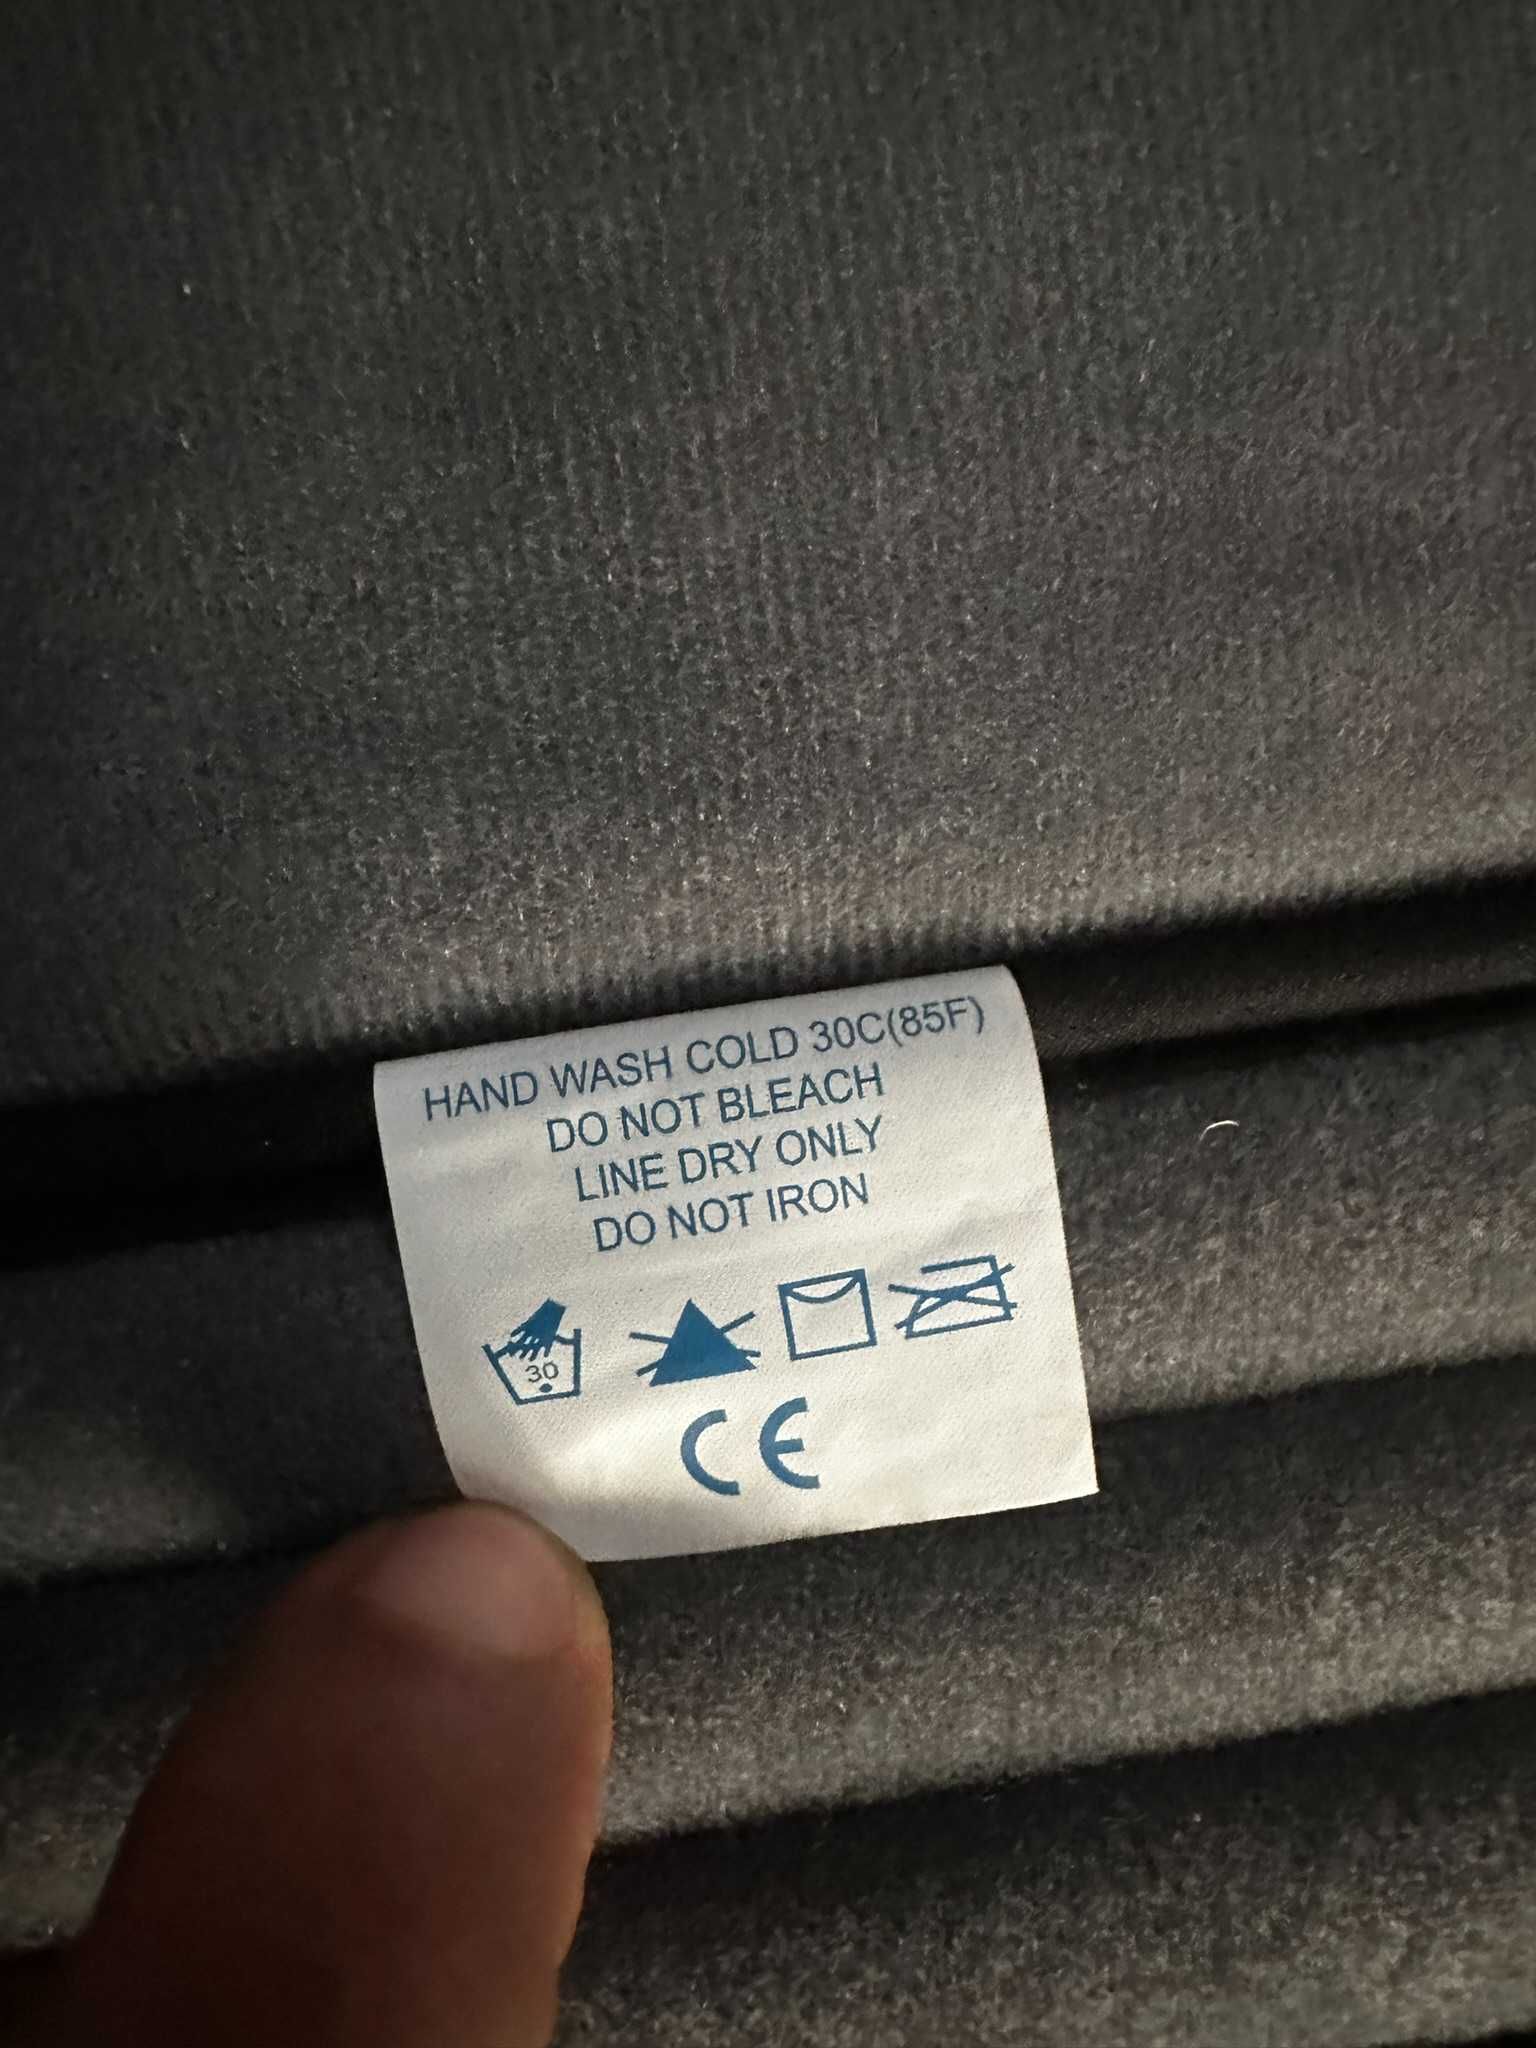 HAND WASH COLD 30C(85F)
DO NOT BLEACH
LINE DRY ONLY
DO NOT IRON
30
CE